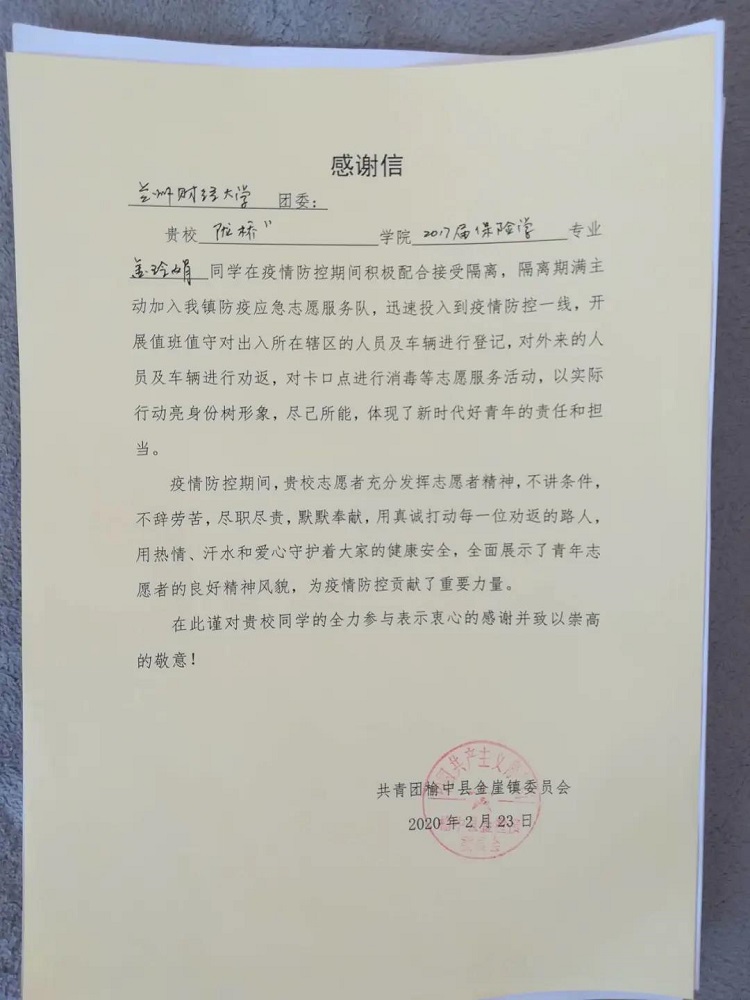 感谢信
兰州财经大学 团委：
贵校 陇桥 学院 2017届保险学 专业
金玲娟 同学在疫情防控期间积极配合接受隔离，隔离期满主
动加入我镇防疫应急志愿服务队，迅速投入到疫情防控一线，开
展值班值守对出入所在辖区的人员及车辆进行登记，对外来的人
员及车辆进行劝返，对卡口点进行消毒等志愿服务活动，以实际
行动亮身份树形象，尽己所能，体现了新时代好青年的责任和担
当。
疫情防控期间，贵校志愿者充分发挥志愿者精神，不讲条件，
不辞劳苦，尽职尽责，默默奉献，用真诚打动每一位劝返的路人，
用热情、汗水和爱心守护着大家的健康安全，全面展示了青年志
愿者的良好精神风貌，为疫情防控贡献了重要力量。
在此谨对贵校同学的全力参与表示衷心的感谢并致以崇高
的敬意！
共青团榆中县金崖镇委员会
2020年2月23日